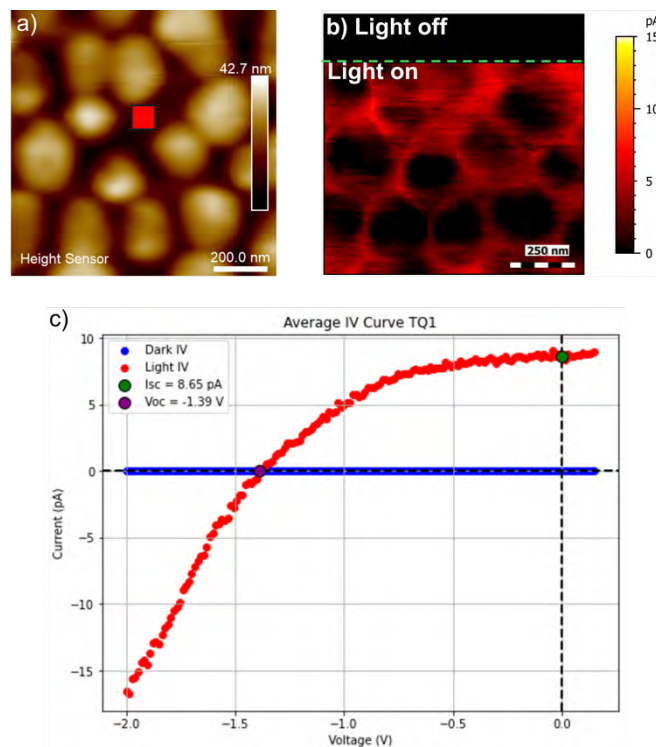 a)
42.7 nm
Height Sensor
200.0 nm
b) Light off
Light on
250 nm
pA
15
10
5
0
c)
Average IV Curve TQ1
Dark IV
Light IV
Isc = 8.65 pA
Voc = -1.39 V
10
5
0
−5
−10
−15
Current (pA)
−2.0
−1.5
−1.0
−0.5
0.0
Voltage (V)